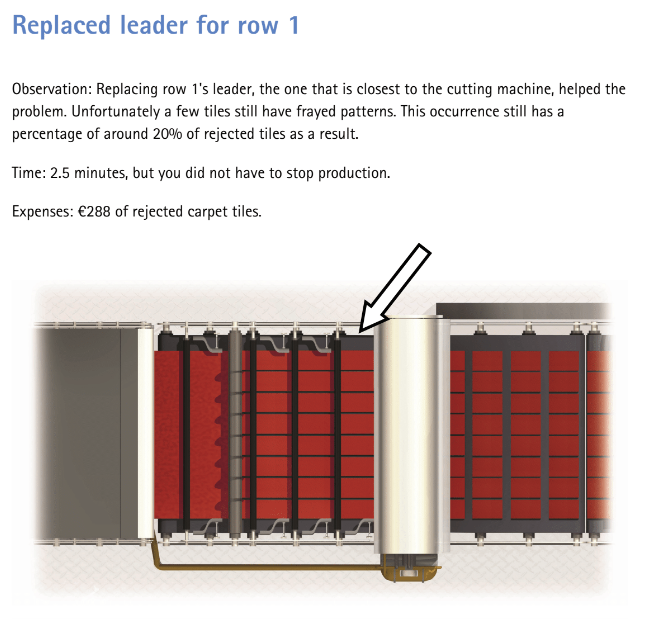 Replaced leader for row 1
Observation: Replacing row 1's leader, the one that is closest to the cutting machine, helped the
problem. Unfortunately a few tiles still have frayed patterns. This occurrence still has a
percentage of around 20% of rejected tiles as a result.
Time: 2.5 minutes, but you did not have to stop production.
Expenses: €288 of rejected carpet tiles.